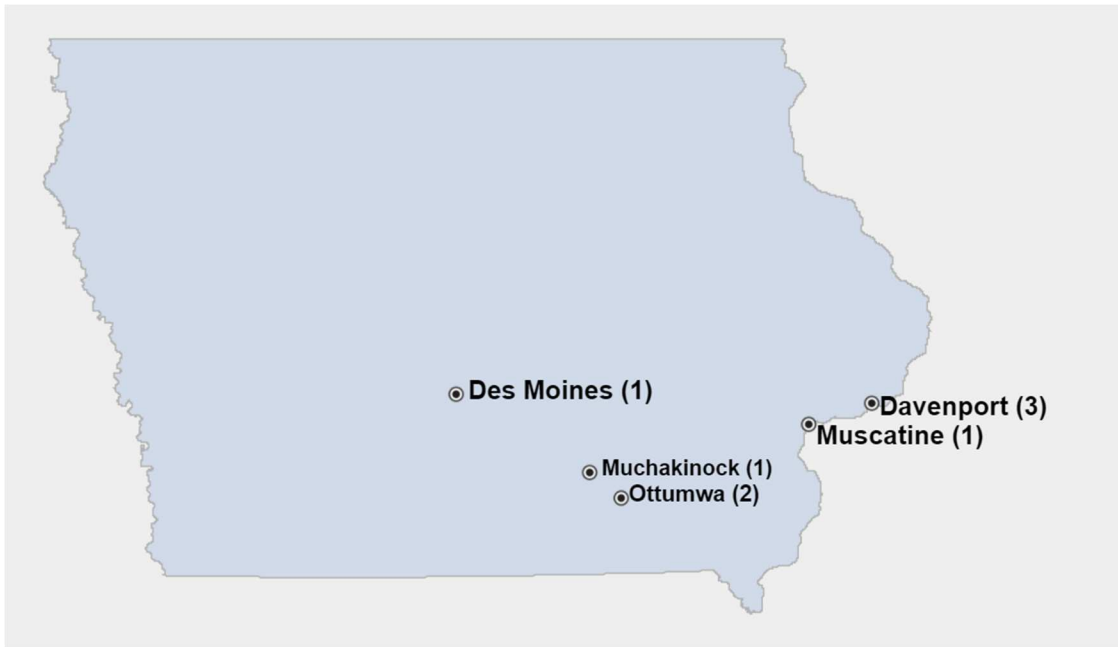 Des Moines (1)
Davenport (3)
Muscatine (1)
Muchakinock (1)
Ottumwa (2)